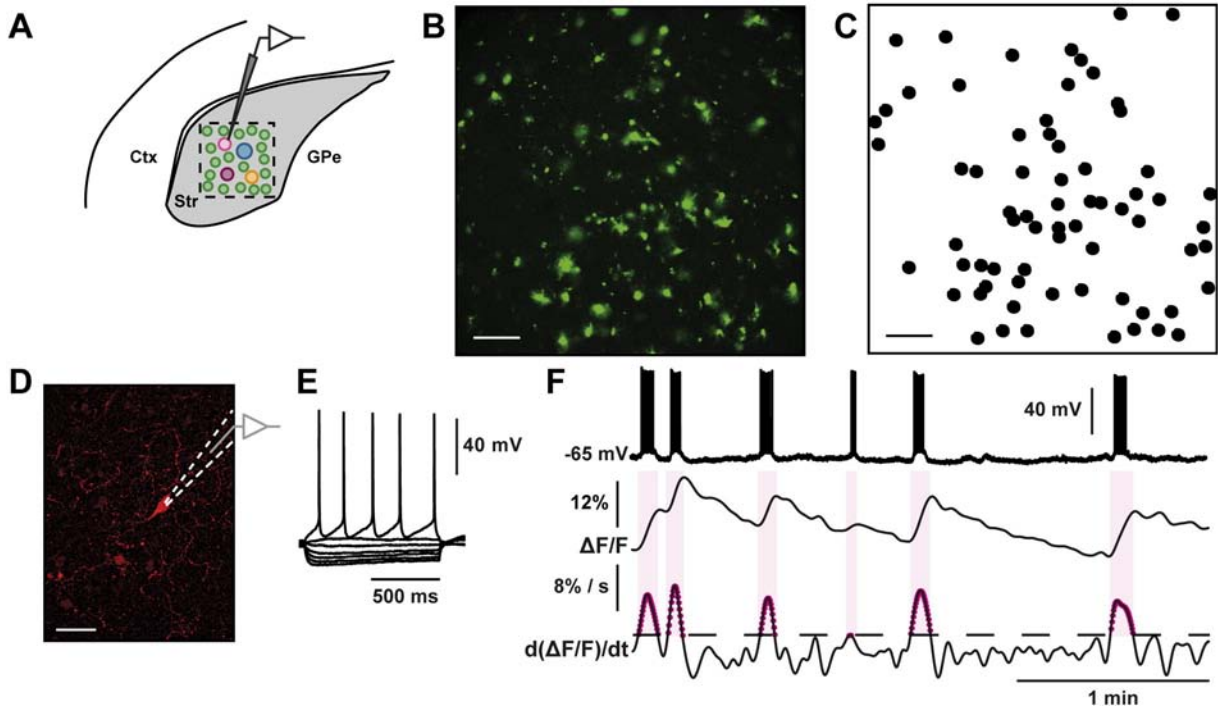 A
Ctx
GPe
Str
B
C
D
E
40 mV
500 ms
F
40 mV
-65 mV
12%
ΔF/F
8% / s
d(ΔF/F)/dt
1 min